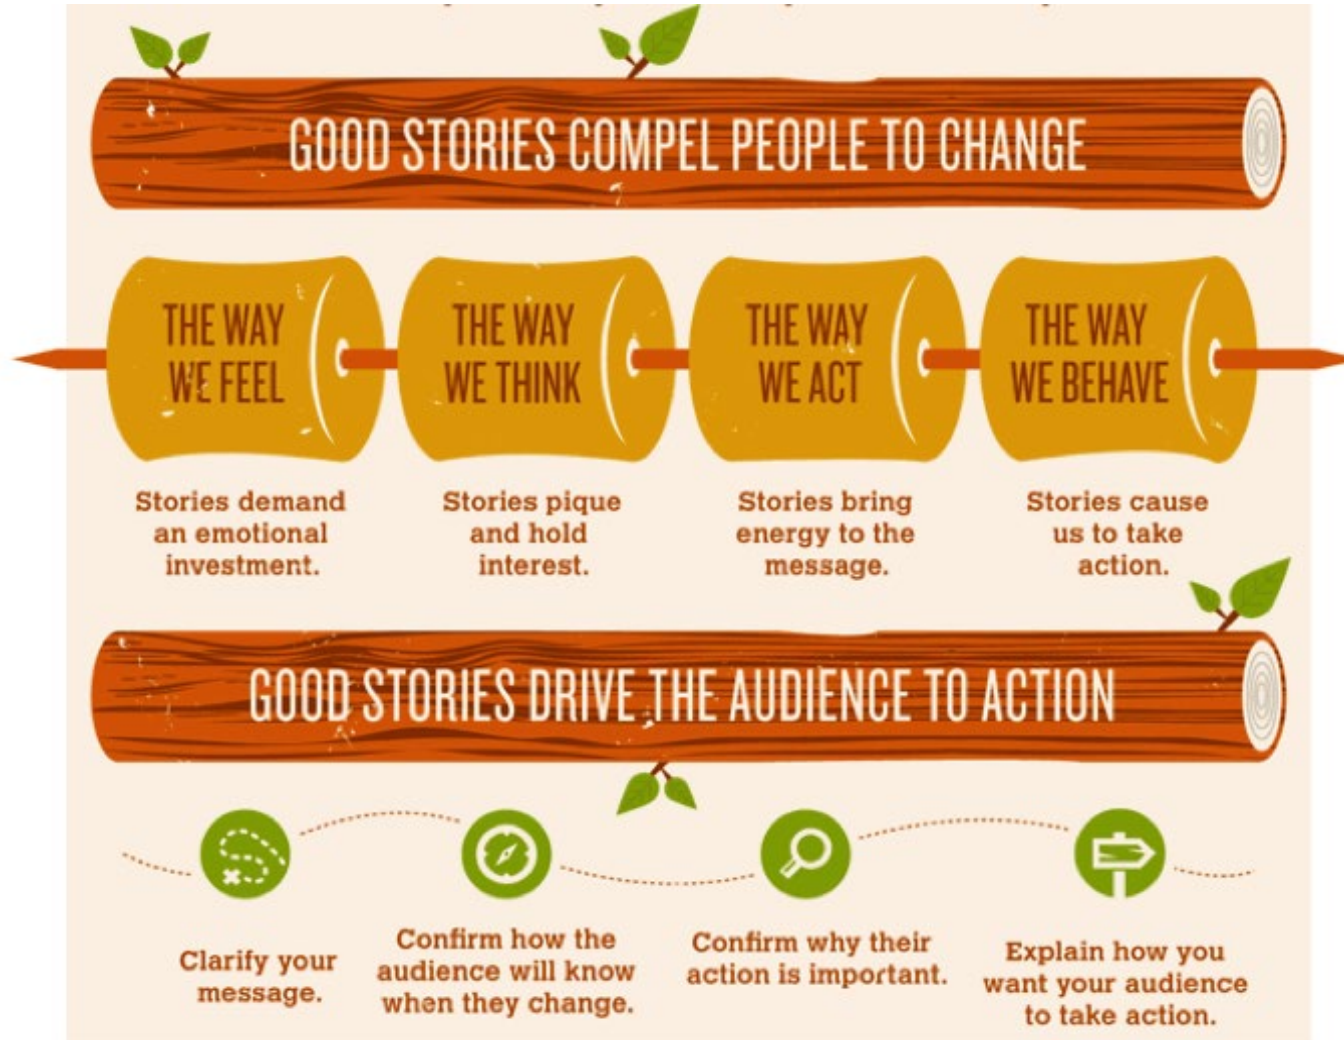 GOOD STORIES COMPEL PEOPLE TO CHANGE
THE WAY
WE FEEL
THE WAY
WE THINK
THE WAY
WE ACT
THE WAY
WE BEHAVE
Stories demand
an emotional
investment.
Stories pique
and hold
interest.
Stories bring
energy to the
message.
Stories cause
us to take
action.
GOOD STORIES DRIVE THE AUDIENCE TO ACTION
Clarify your
message.
Confirm how the
audience will know
when they change.
Confirm why their
action is important.
Explain how you
want your audience
to take action.